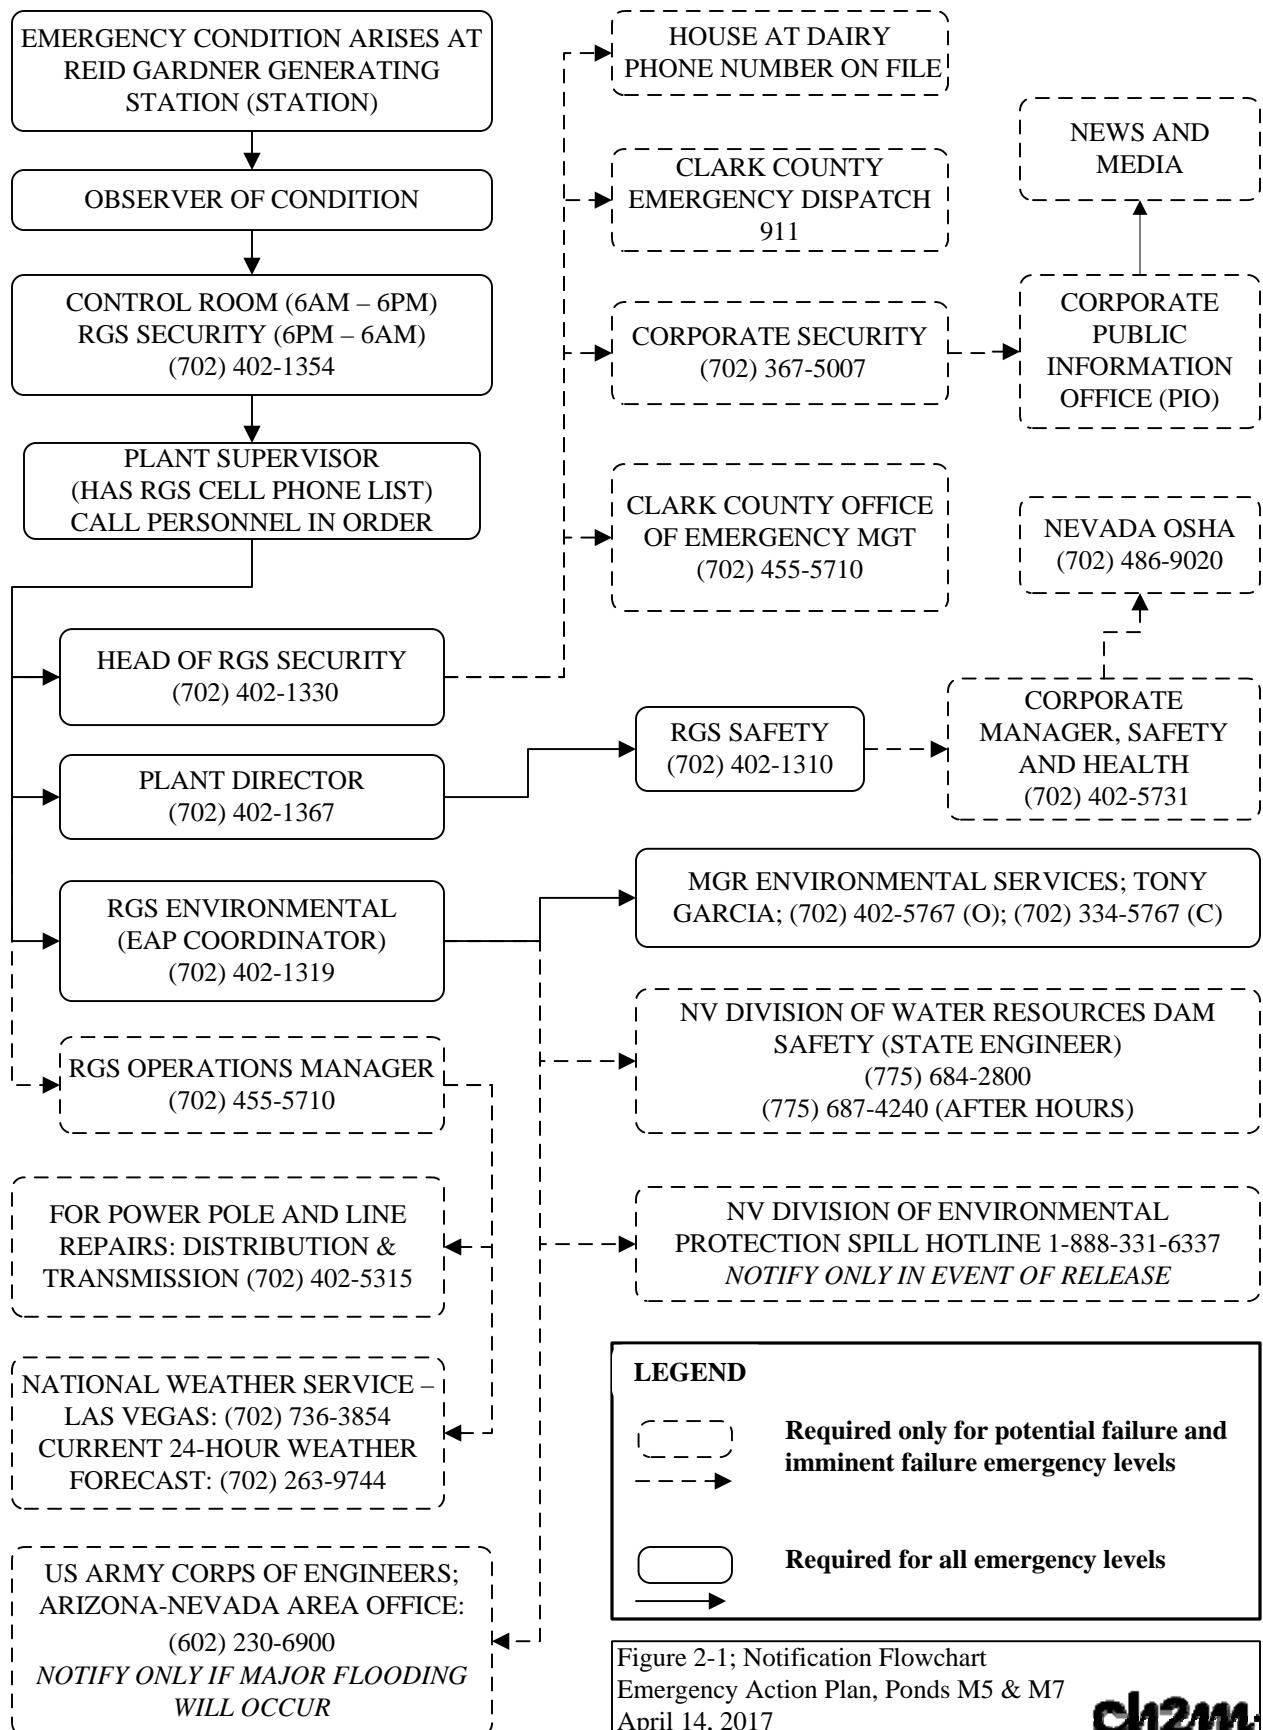 EMERGENCY CONDITION ARISES AT
REID GARDNER GENERATING
STATION (STATION)
OBSERVER OF CONDITION
CONTROL ROOM (6AM – 6PM)
RGS SECURITY (6PM – 6AM)
(702) 402-1354
PLANT SUPERVISOR
(HAS RGS CELL PHONE LIST)
CALL PERSONNEL IN ORDER
HEAD OF RGS SECURITY
(702) 402-1330
PLANT DIRECTOR
(702) 402-1367
RGS ENVIRONMENTAL
(EAP COORDINATOR)
(702) 402-1319
RGS OPERATIONS MANAGER
(702) 455-5710
FOR POWER POLE AND LINE
REPAIRS: DISTRIBUTION &
TRANSMISSION (702) 402-5315
NATIONAL WEATHER SERVICE –
LAS VEGAS: (702) 736-3854
CURRENT 24-HOUR WEATHER
FORECAST: (702) 263-9744
US ARMY CORPS OF ENGINEERS;
ARIZONA-NEVADA AREA OFFICE:
(602) 230-6900
NOTIFY ONLY IF MAJOR FLOODING
WILL OCCUR
HOUSE AT DAIRY
PHONE NUMBER ON FILE
CLARK COUNTY
EMERGENCY DISPATCH
911
CORPORATE SECURITY
(702) 367-5007
CLARK COUNTY OFFICE
OF EMERGENCY MGT
(702) 455-5710
NEWS AND
MEDIA
CORPORATE
PUBLIC
INFORMATION
OFFICE (PIO)
NEVADA OSHA
(702) 486-9020
RGS SAFETY
(702) 402-1310
CORPORATE
MANAGER, SAFETY
AND HEALTH
(702) 402-5731
MGR ENVIRONMENTAL SERVICES; TONY
GARCIA; (702) 402-5767 (O); (702) 334-5767 (C)
NV DIVISION OF WATER RESOURCES DAM
SAFETY (STATE ENGINEER)
(775) 684-2800
(775) 687-4240 (AFTER HOURS)
NV DIVISION OF ENVIRONMENTAL
PROTECTION SPILL HOTLINE 1-888-331-6337
NOTIFY ONLY IN EVENT OF RELEASE
LEGEND
Required only for potential failure and
imminent failure emergency levels
Required for all emergency levels
Figure 2-1; Notification Flowchart
Emergency Action Plan, Ponds M5 & M7
April 14, 2017
ch2m: